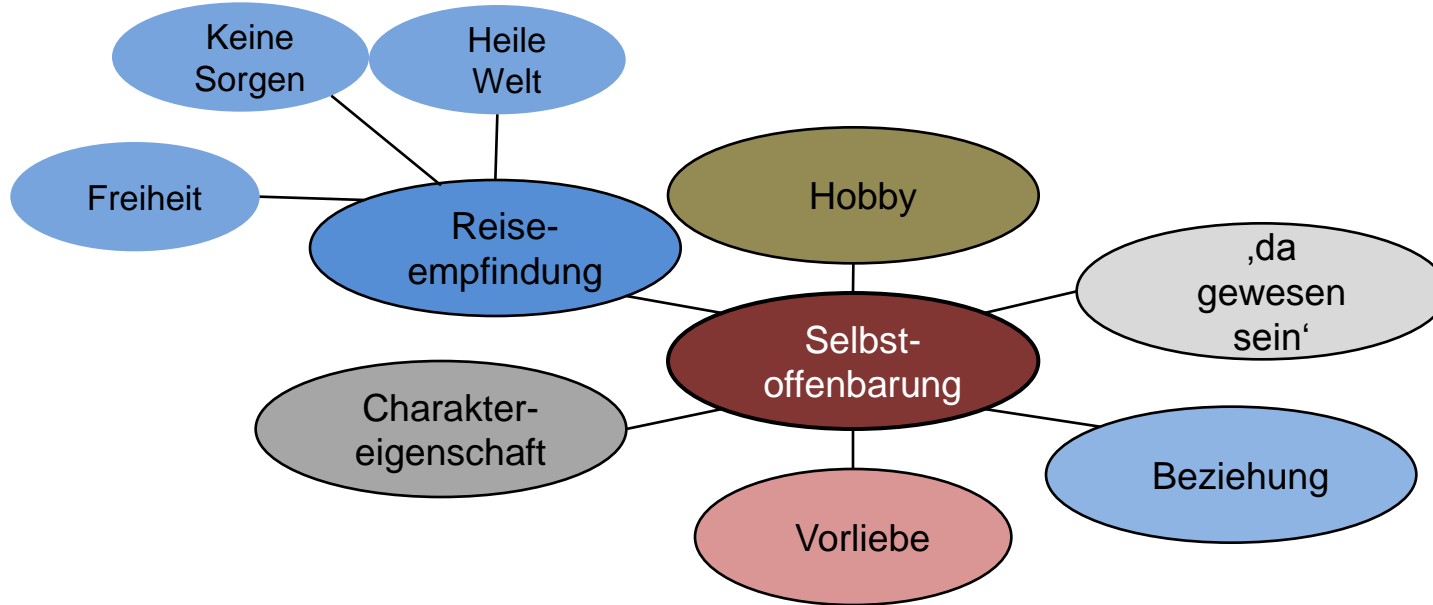 Keine
Sorgen
Heile
Welt
Freiheit
Reise-
empfindung
Hobby
‚da
gewesen
sein‘
Selbst-
offenbarung
Charakter-
eigenschaft
Beziehung
Vorliebe